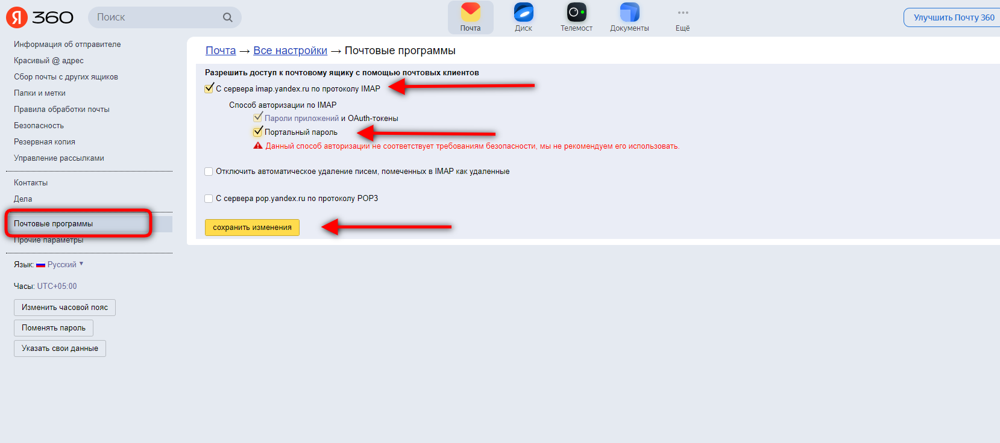 Я 360
Поиск
Почта
Диск
Телемост
Документы
Ещё
Улучшить Почту 360
Информация об отправителе
Красивый @ адрес
Сбор почты с других ящиков
Папки и метки
Правила обработки почты
Безопасность
Резервная копия
Управление рассылками
Контакты
Дела
Почтовые программы
Прочие параметры
Язык: Русский
Часы: UTC+05:00
Изменить часовой пояс
Поменять пароль
Указать свои данные
Почта → Все настройки → Почтовые программы
Разрешить доступ к почтовому ящику с помощью почтовых клиентов
С сервера imap.yandex.ru по протоколу IMAP
Способ авторизации по IMAP
Пароли приложений и OAuth-токены
Портальный пароль
Данный способ авторизации не соответствует требованиям безопасности, мы не рекомендуем его использовать.
Отключить автоматическое удаление писем, помеченных в IMAP как удаленные
С сервера pop.yandex.ru по протоколу POP3
сохранить изменения